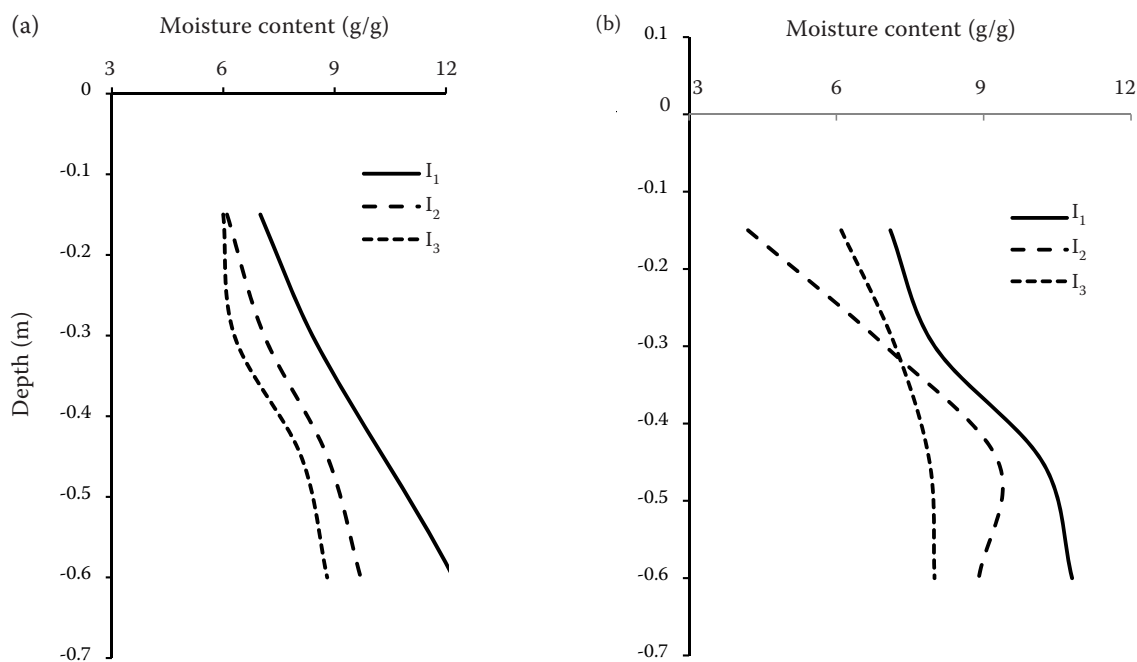 (a)
Moisture content (g/g)
3 6 9 12
0
-0.1
-0.2
-0.3
-0.4
-0.5
-0.6
-0.7
Depth (m)
I₁
I₂
I₃
(b)
Moisture content (g/g)
0.1
3 6 9 12
0
-0.1
-0.2
-0.3
-0.4
-0.5
-0.6
-0.7
I₁
I₂
I₃